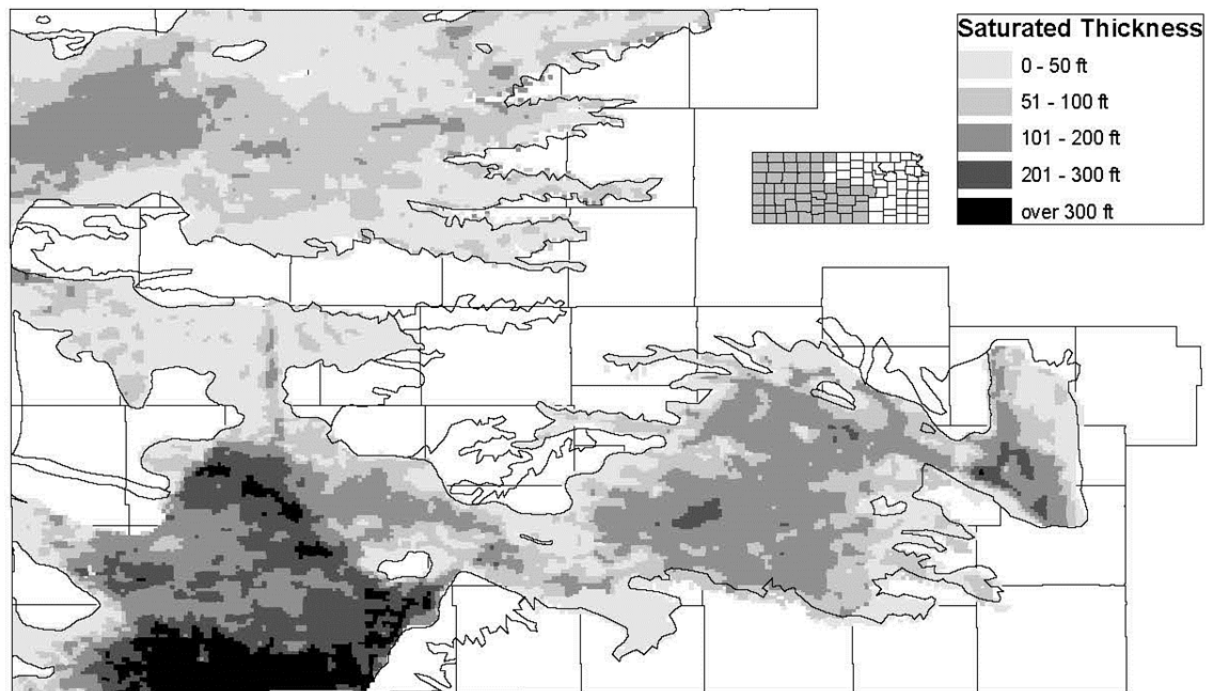 Saturated Thickness
0 - 50 ft
51 - 100 ft
101 - 200 ft
201 - 300 ft
over 300 ft